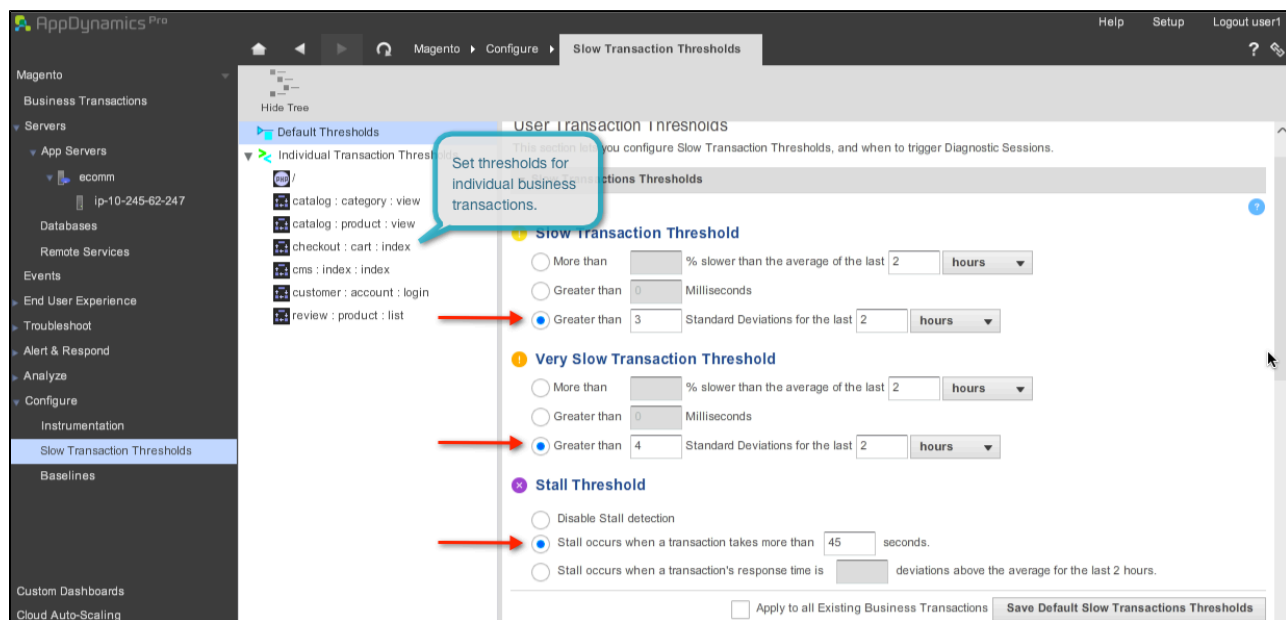 AppDynamics Pro
Help Setup Logout user1
Magento Configure Slow Transaction Thresholds ?
Magento
Business Transactions
Servers
App Servers
ecomm
ip-10-245-62-247
Databases
Remote Services
Events
End User Experience
Troubleshoot
Alert & Respond
Analyze
Configure
Instrumentation
Slow Transaction Thresholds
Baselines
Custom Dashboards
Cloud Auto-Scaling
Hide Tree
Default Thresholds
Individual Transaction Thresholds
/
catalog : category : view
catalog : product : view
checkout : cart : index
cms : index : index
customer : account : login
review : product : list
Set thresholds for
individual business
transactions.
User Transaction Thresholds
This section lets you configure Slow Transaction Thresholds, and when to trigger Diagnostic Sessions.
Slow Transactions Thresholds
?
! Slow Transaction Threshold
More than % slower than the average of the last 2 hours
Greater than 0 Milliseconds
Greater than 3 Standard Deviations for the last 2 hours
! Very Slow Transaction Threshold
More than % slower than the average of the last 2 hours
Greater than 0 Milliseconds
Greater than 4 Standard Deviations for the last 2 hours
Stall Threshold
Disable Stall detection
Stall occurs when a transaction takes more than 45 seconds.
Stall occurs when a transaction's response time is deviations above the average for the last 2 hours.
Apply to all Existing Business Transactions Save Default Slow Transactions Thresholds